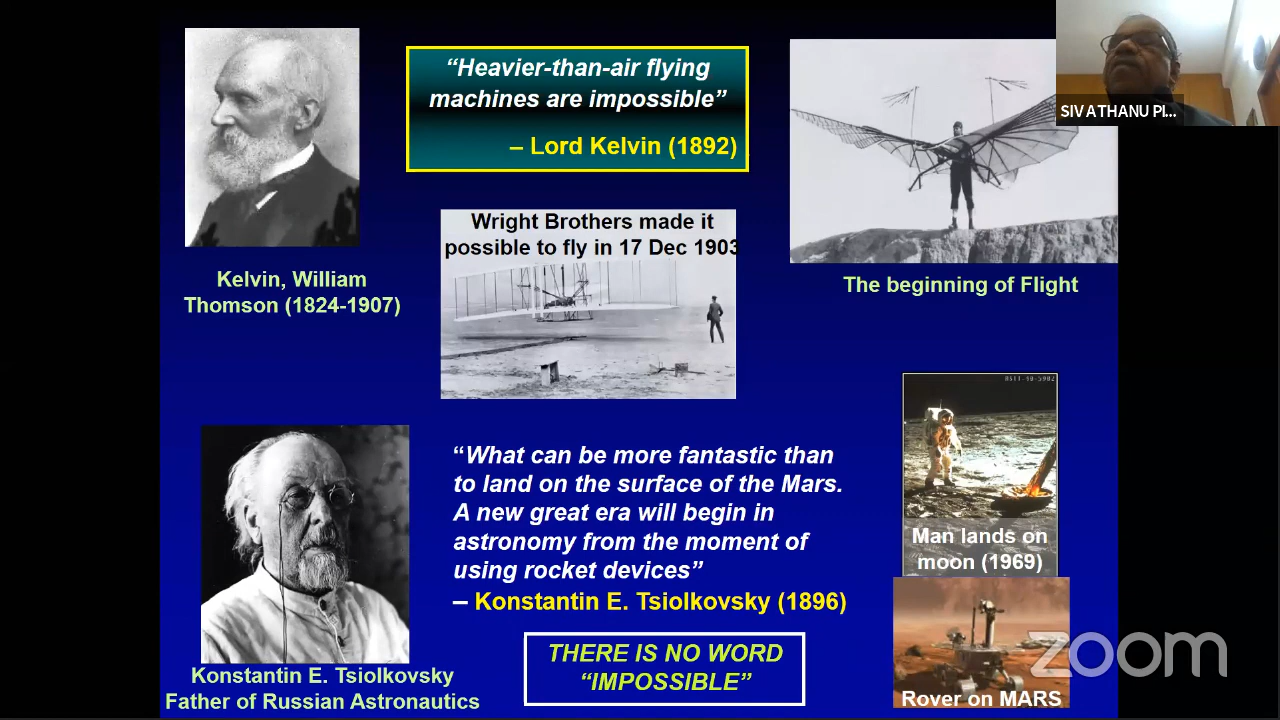 “Heavier-than-air flying
machines are impossible”
– Lord Kelvin (1892)
SIVATHANU PI...
Wright Brothers made it
possible to fly in 17 Dec 1903
Kelvin, William
Thomson (1824-1907)
The beginning of Flight
“What can be more fantastic than
to land on the surface of the Mars.
A new great era will begin in
astronomy from the moment of
using rocket devices”
– Konstantin E. Tsiolkovsky (1896)
Man lands on
moon (1969)
THERE IS NO WORD
“IMPOSSIBLE”
Konstantin E. Tsiolkovsky
Father of Russian Astronautics
Rover on MARS
zoom